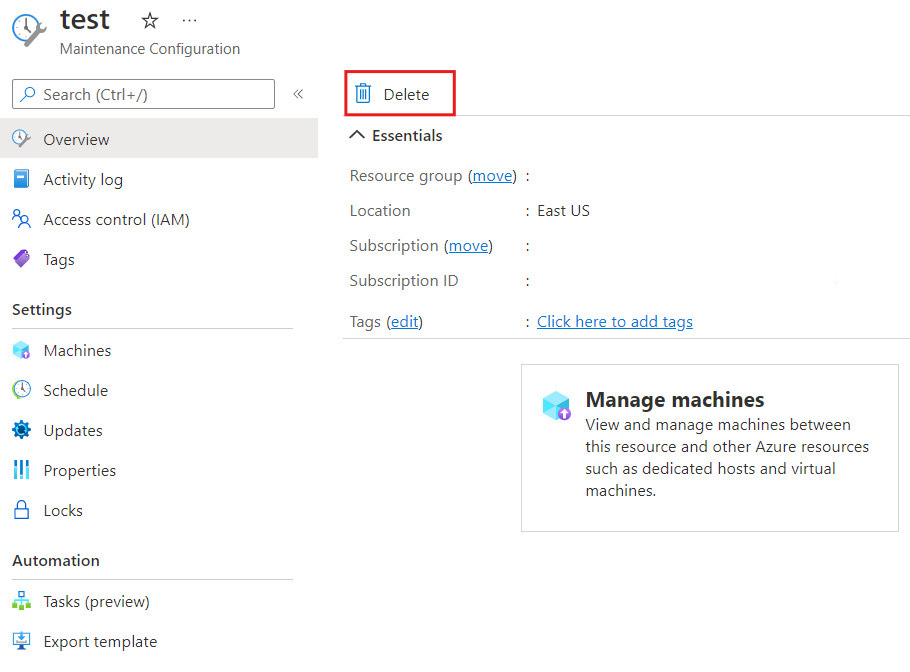 test
Maintenance Configuration
Search (Ctrl+/)
«
Overview
Activity log
Access control (IAM)
Tags
Settings
Machines
Schedule
Updates
Properties
Locks
Automation
Tasks (preview)
Export template
Delete
Essentials
Resource group (move) :
Location : East US
Subscription (move) :
Subscription ID :
Tags (edit) : Click here to add tags
Manage machines
View and manage machines between
this resource and other Azure resources
such as dedicated hosts and virtual
machines.